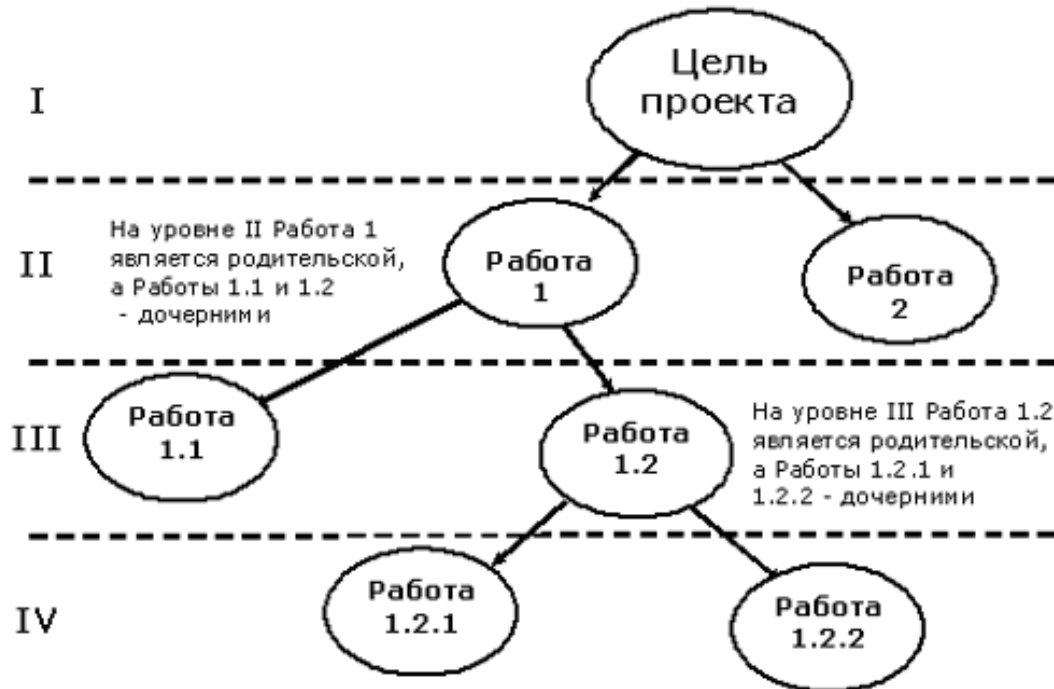 Цель
проекта
I
На уровне II Работа 1
является родительской,
а Работы 1.1 и 1.2
- дочерними
II
Работа
1
Работа
2
III
Работа
1.1
Работа
1.2
На уровне III Работа 1.2
является родительской,
а Работы 1.2.1 и
1.2.2 - дочерними
IV
Работа
1.2.1
Работа
1.2.2